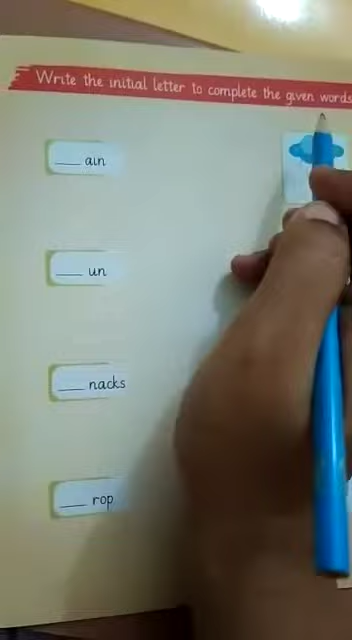 Write the initial letter to complete the given words
___ ain
___ un
___ nacks
___ rop